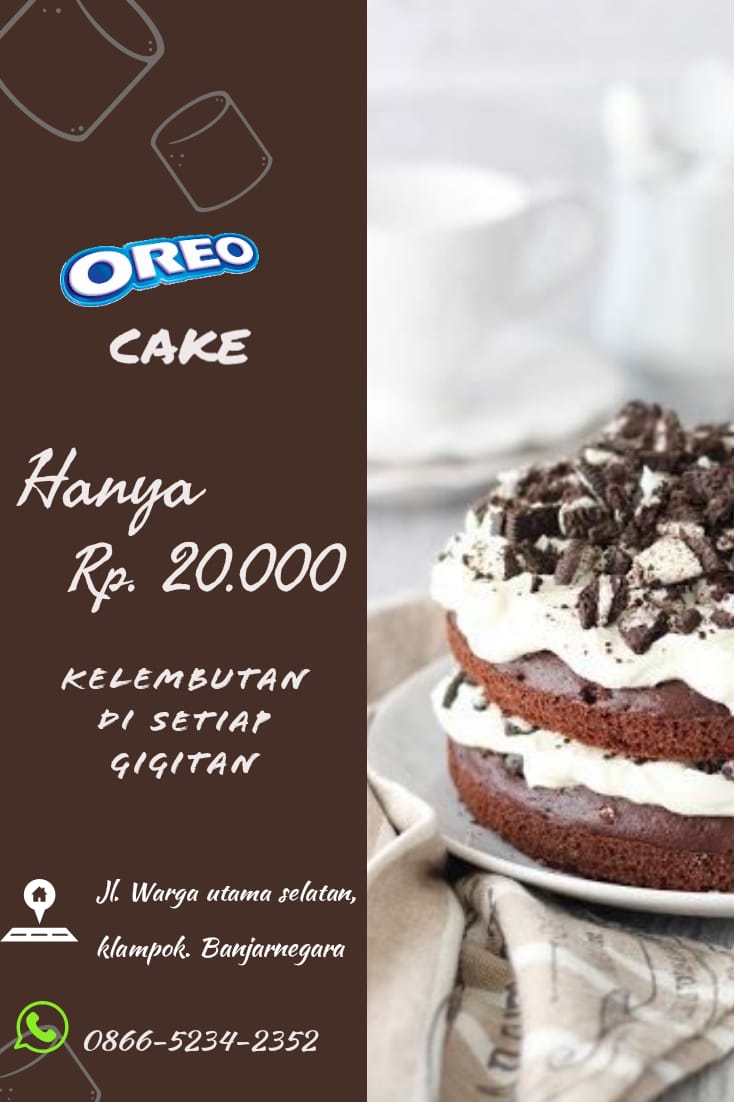 OREO
CAKE
Hanya
Rp. 20.000
KELEMBUTAN
DI SETIAP
GIGITAN
Jl. Warga utama selatan,
klampok. Banjarnegara
0866-5234-2352